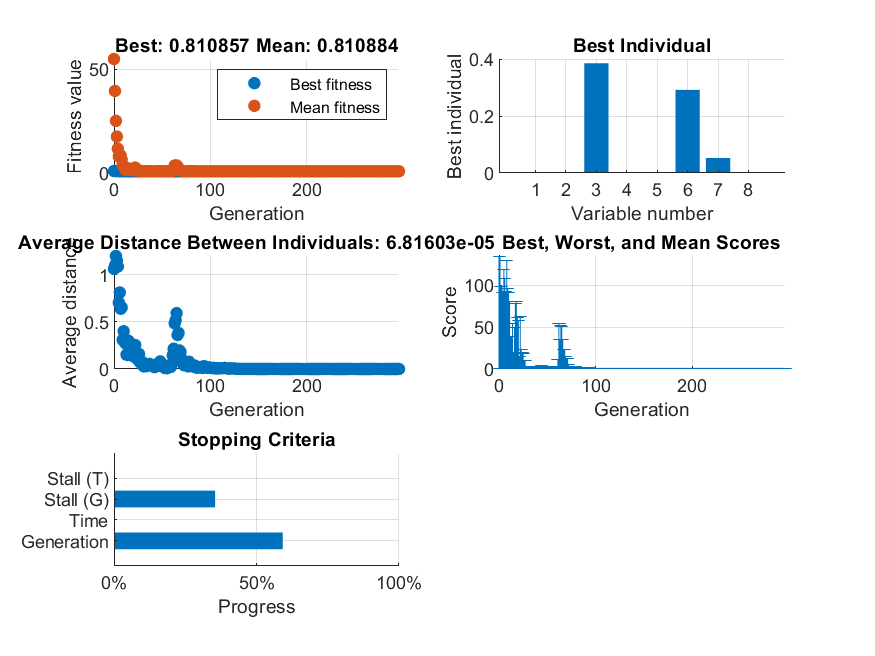 Best: 0.810857 Mean: 0.810884
Fitness value
50
0
Best fitness
Mean fitness
0 100 200
Generation
Best Individual
Best individual
0.4
0.2
0
1 2 3 4 5 6 7 8
Variable number
Average Distance Between Individuals: 6.81603e-05
Average distance
1
0.5
0
0 100 200
Generation
Best, Worst, and Mean Scores
Score
100
50
0
0 100 200
Generation
Stopping Criteria
Stall (T)
Stall (G)
Time
Generation
0% 50% 100%
Progress